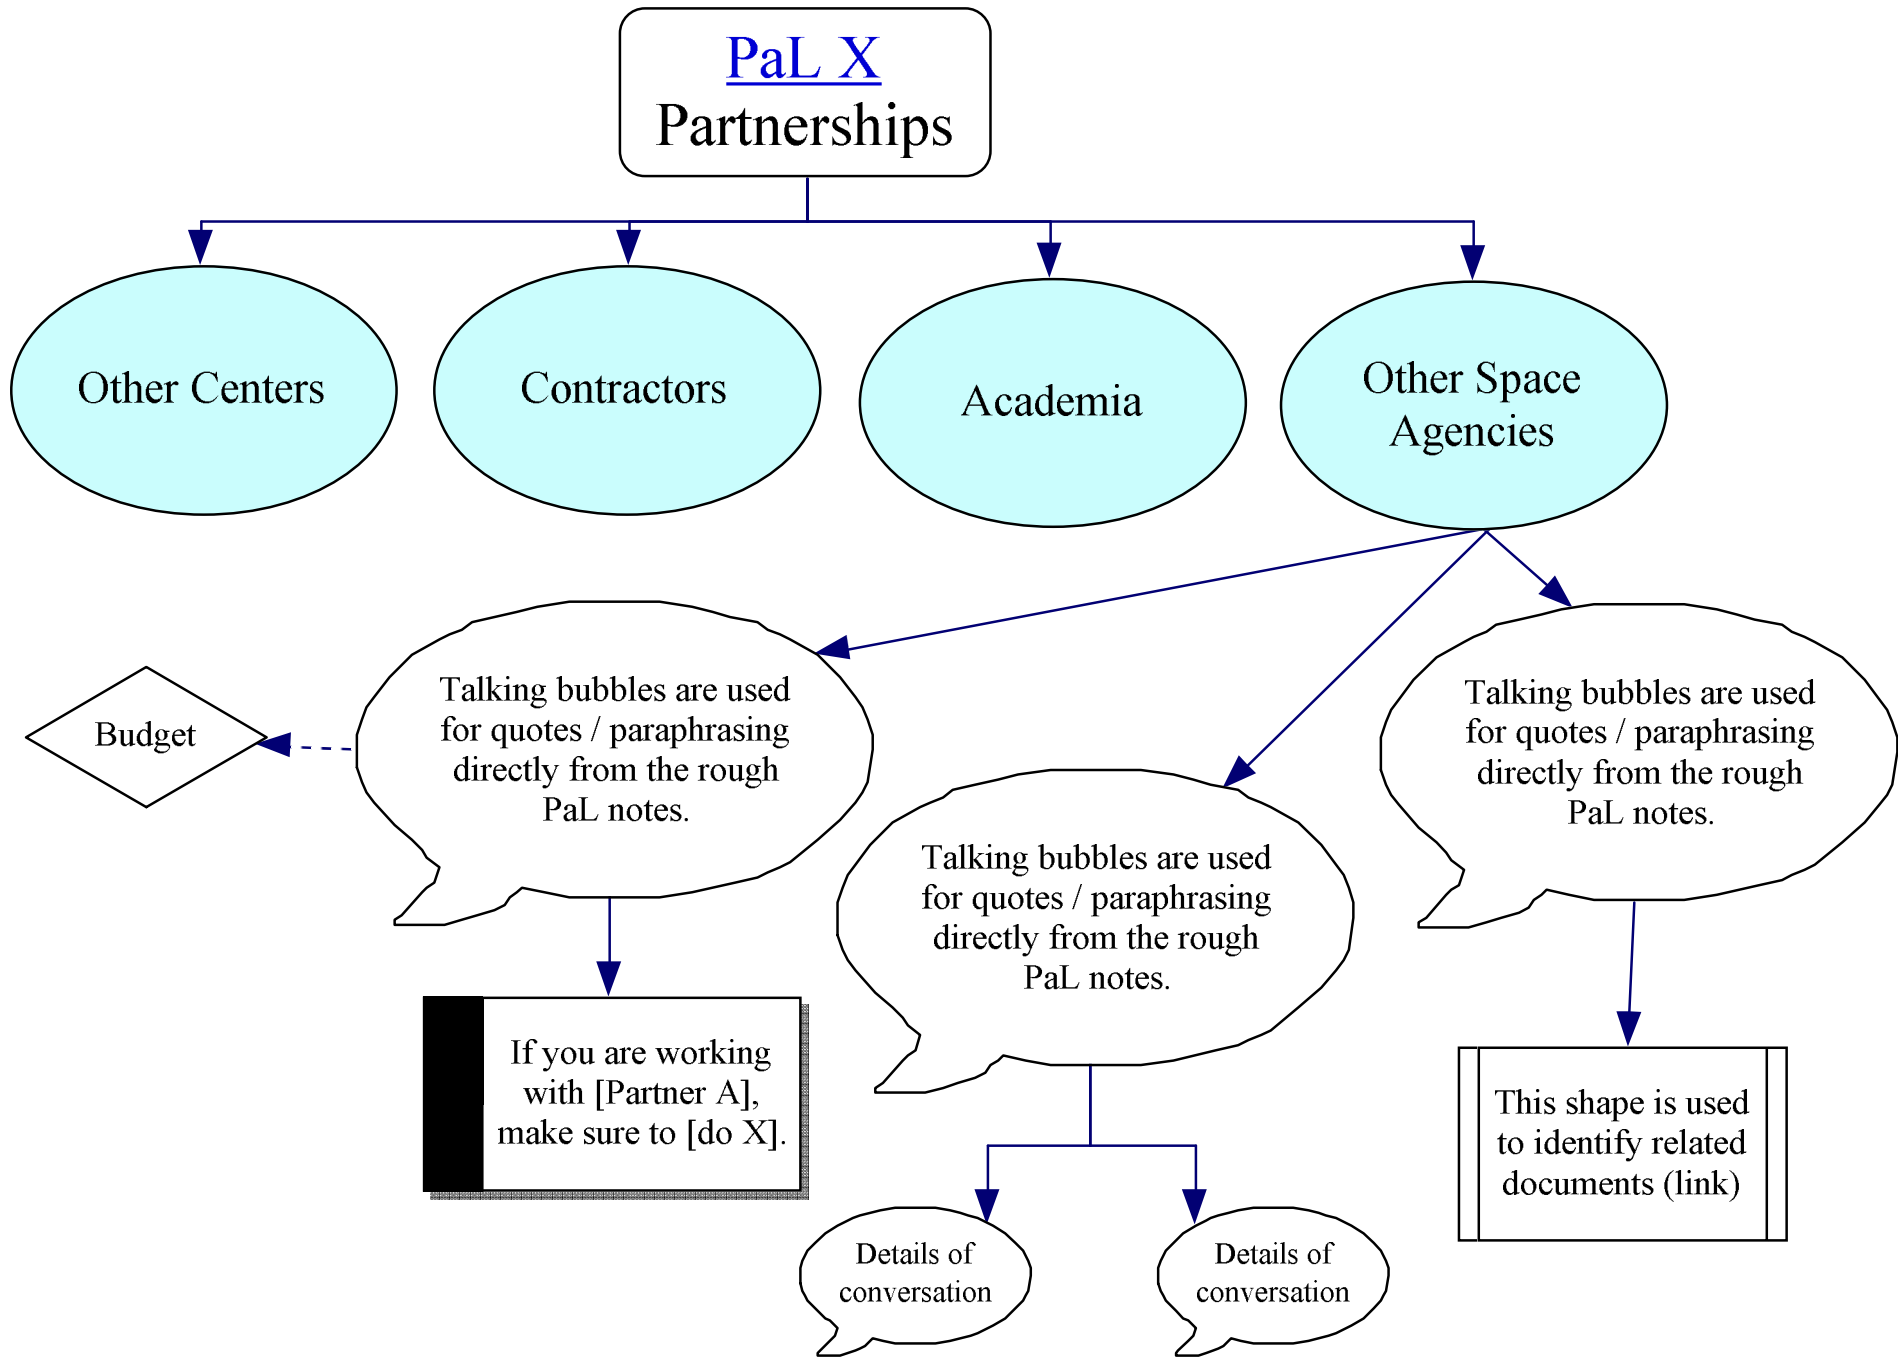 PaL X
Partnerships
Other Centers
Contractors
Academia
Other Space
Agencies
Budget
Talking bubbles are used
for quotes / paraphrasing
directly from the rough
PaL notes.
Talking bubbles are used
for quotes / paraphrasing
directly from the rough
PaL notes.
Talking bubbles are used
for quotes / paraphrasing
directly from the rough
PaL notes.
If you are working
with [Partner A],
make sure to [do X].
This shape is used
to identify related
documents (link)
Details of
conversation
Details of
conversation